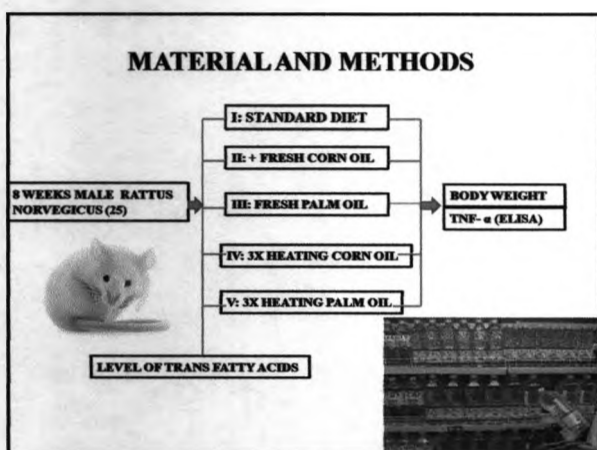 MATERIAL AND METHODS
I: STANDARD DIET
II: + FRESH CORN OIL
8 WEEKS MALE RATTUS
NORVEGICUS (25)
III: FRESH PALM OIL
BODY WEIGHT
TNF- α (ELISA)
IV: 3X HEATING CORN OIL
V: 3X HEATING PALM OIL
LEVEL OF TRANS FATTY ACIDS